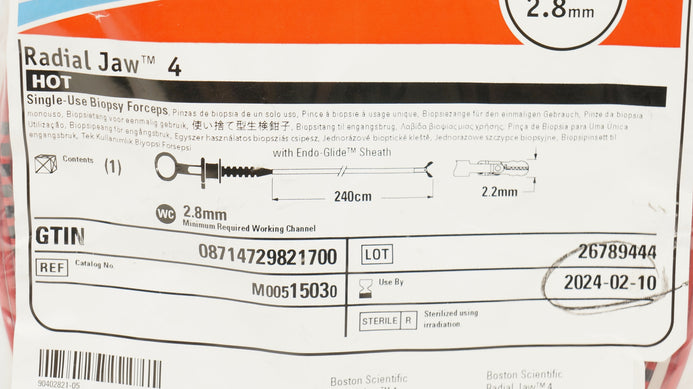 2.8mm
Radial Jaw™ 4
HOT
Single-Use Biopsy Forceps, Pinzas de biopsia de un solo uso, Pince à biopsie à usage unique, Biopsiezange für den einmaligen Gebrauch, Pinze da biopsia
monouso, Biopsietang voor eenmalig gebruik, 使い捨て型生検鉗子, Biopsitang til engangsbrug, Λαβίδα βιοψίας μιας χρήσης, Pinça de Biopsia para Uma Única
Utilização, Biopsipeang för engångsbruk, Egyszer használatos biopsziás csipesz, Jednorázové bioptické kleště, Jednorazowe szczypce biopsyjne, Biopsipinsett til
engangsbruk, Tek Kullanımlık Biyopsi Forsepsi
Contents (1)
with Endo-Glide™ Sheath
240cm
2.2mm
WC 2.8mm
Minimum Required Working Channel
GTIN 08714729821700
LOT 26789444
REF Catalog No. M00515030
Use By 2024-02-10
STERILE R Sterilized using
irradiation
90402821-05
Boston Scientific
Boston Scientific
Radial Jaw™ 4